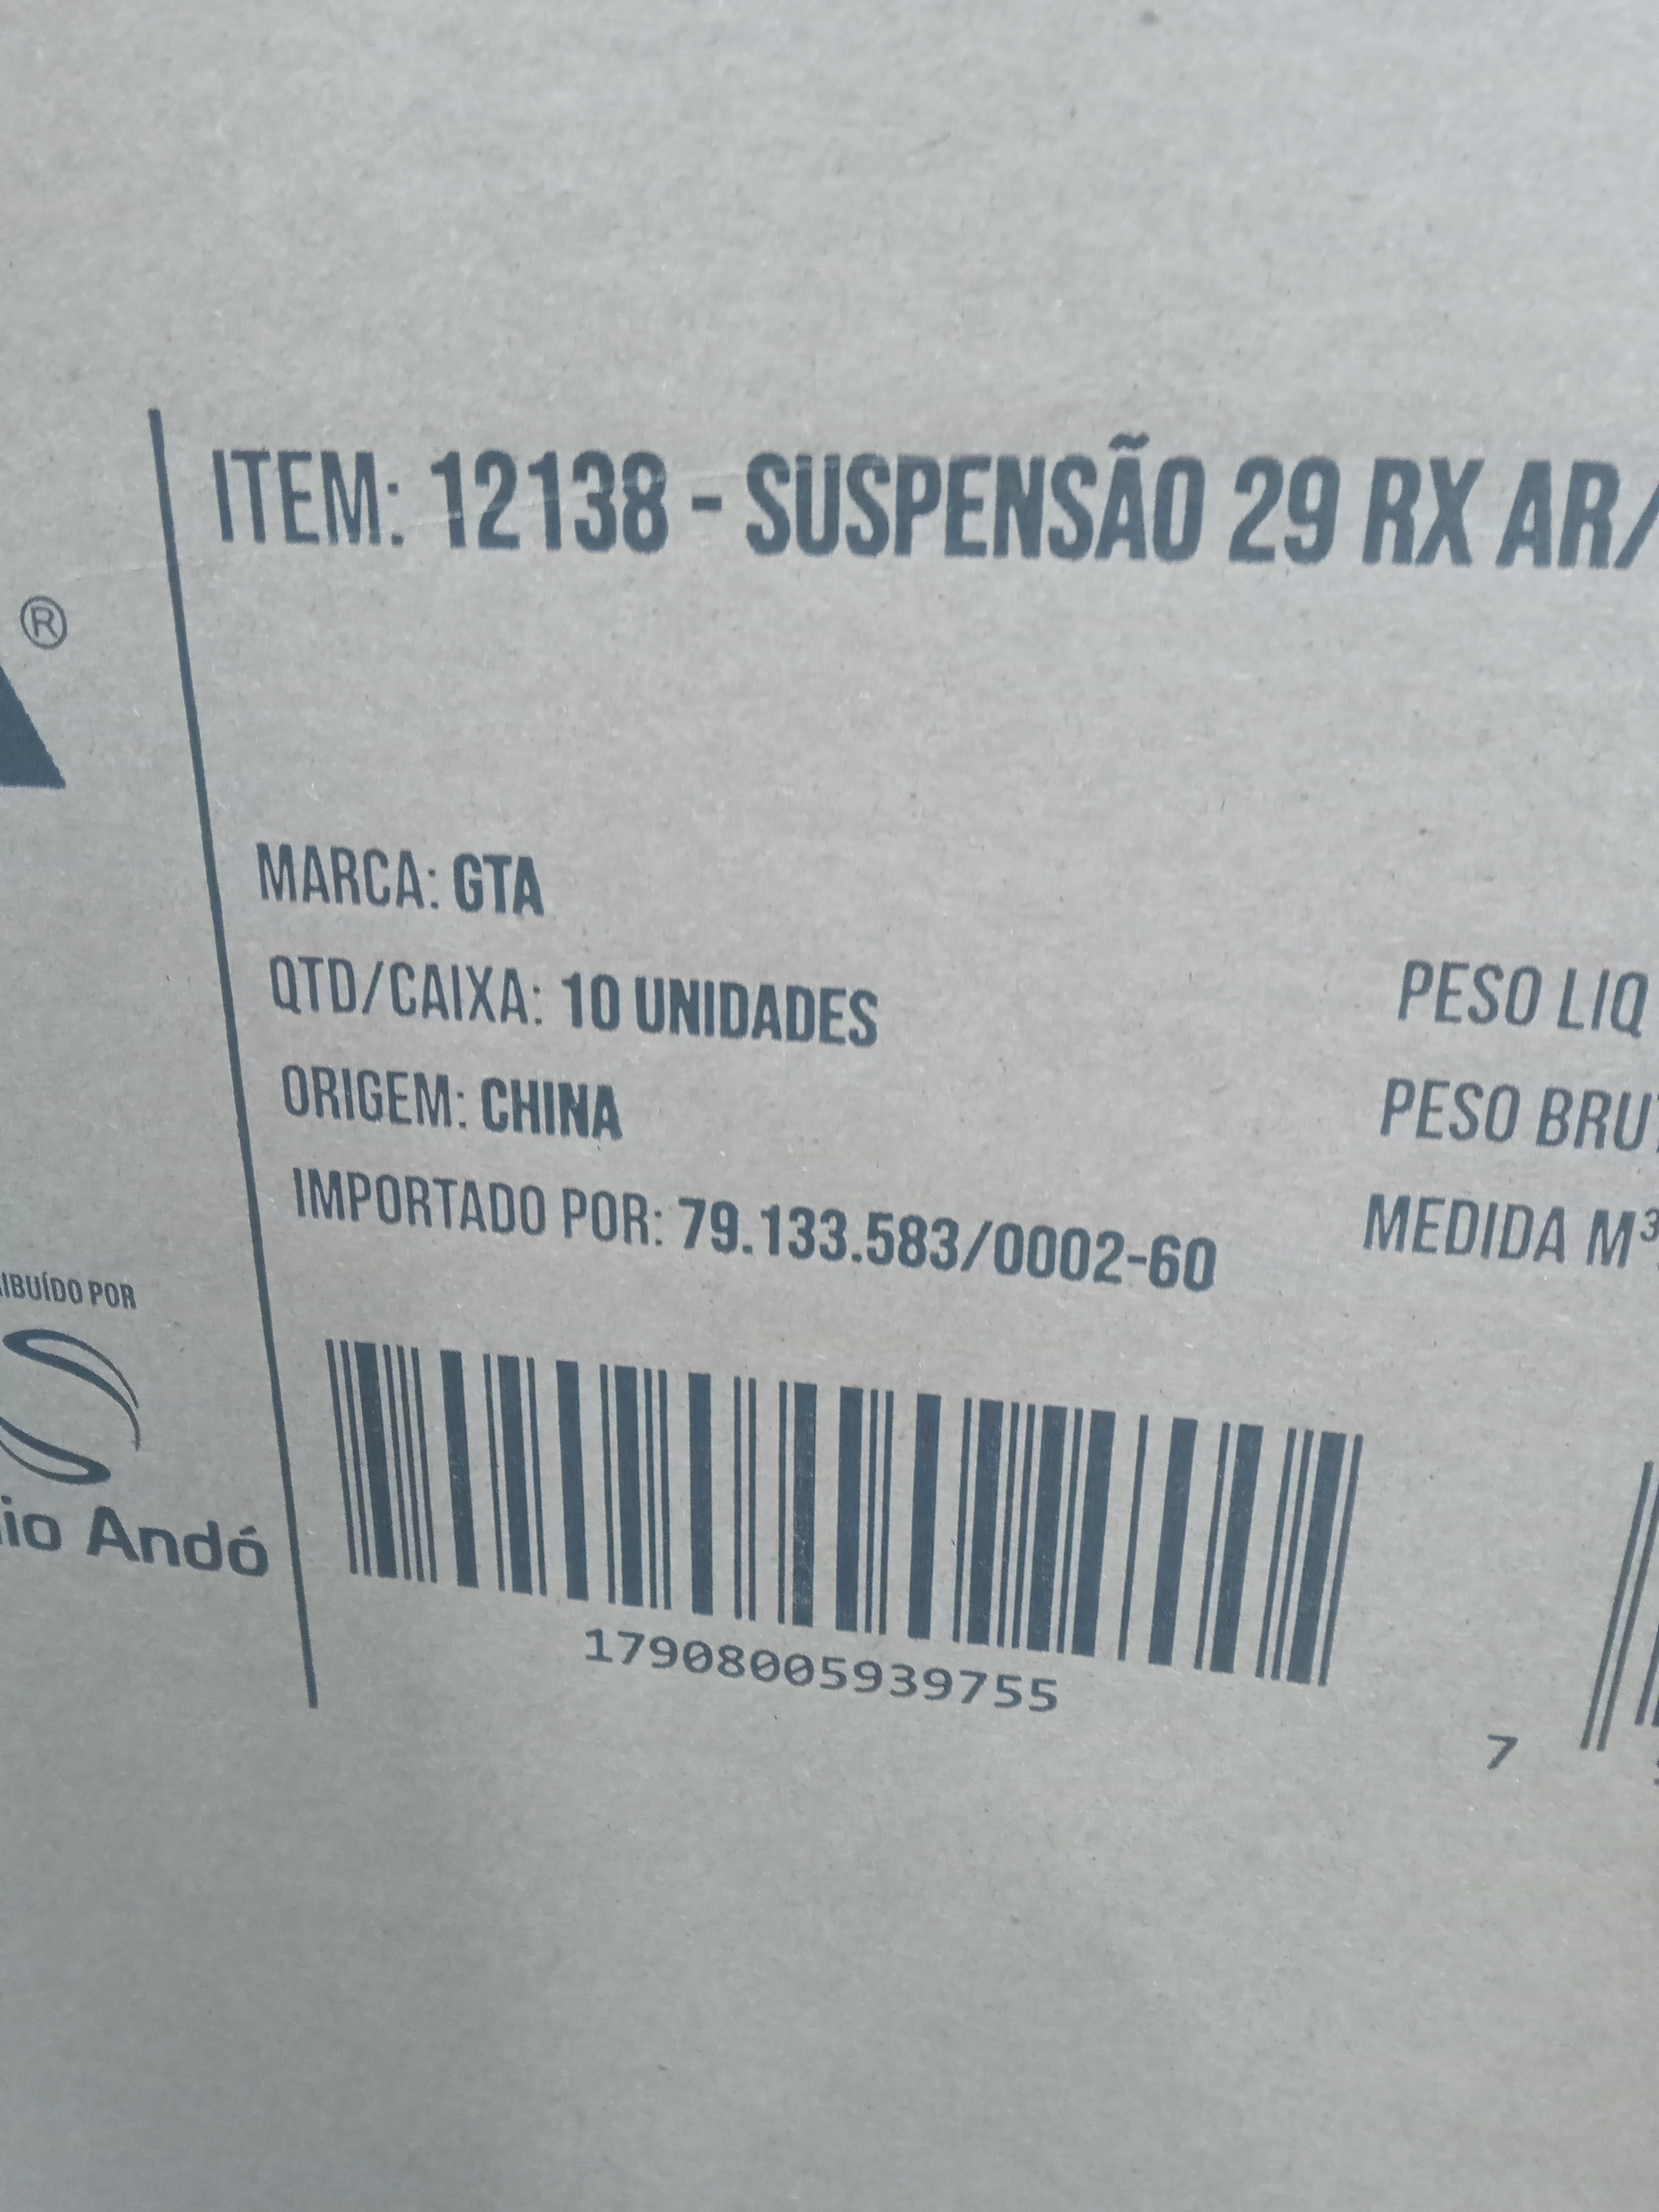 ITEM: 12138 - SUSPENSÃO 29 RX AR/
®
MARCA: GTA
QTD/CAIXA: 10 UNIDADES
ORIGEM: CHINA
IMPORTADO POR: 79.133.583/0002-60
PESO LIQ
PESO BRU
MEDIDA M³
IBUÍDO POR
io Andó
17908005939755
7